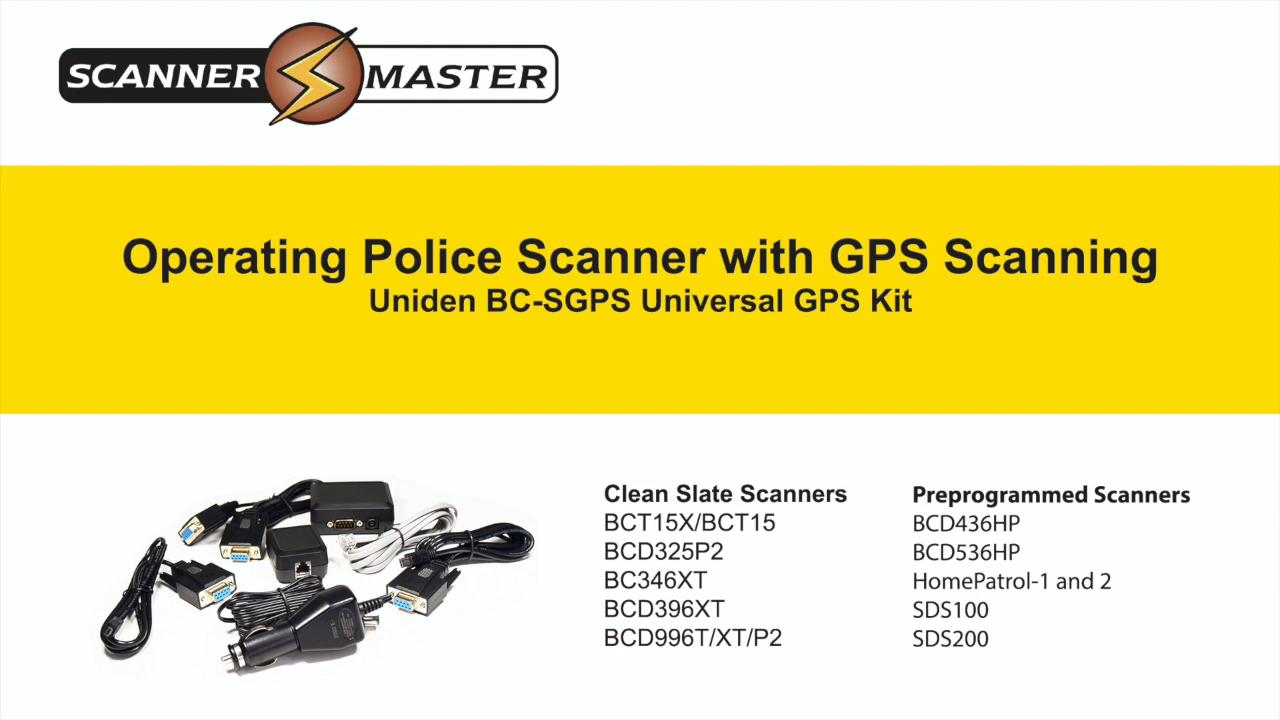 SCANNER MASTER
Operating Police Scanner with GPS Scanning
Uniden BC-SGPS Universal GPS Kit
Clean Slate Scanners
BCT15X/BCT15
BCD325P2
BC346XT
BCD396XT
BCD996T/XT/P2
Preprogrammed Scanners
BCD436HP
BCD536HP
HomePatrol-1 and 2
SDS100
SDS200